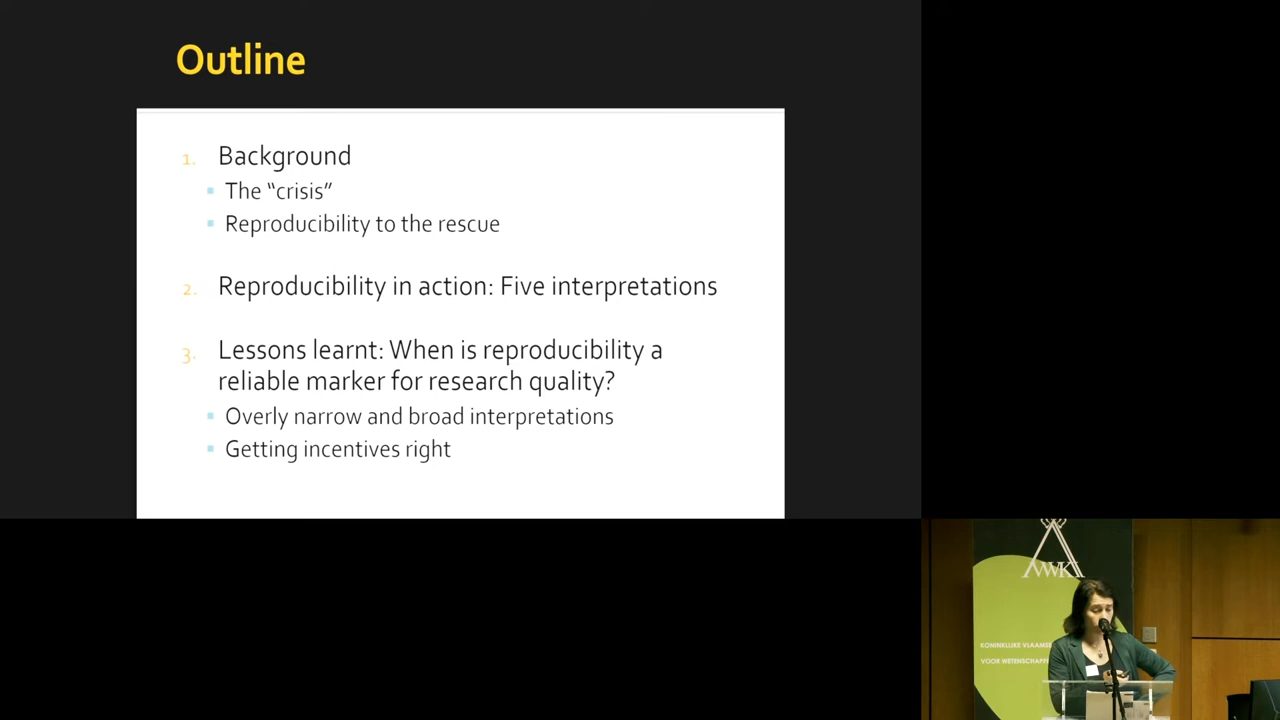 Outline
1. Background
▪ The “crisis”
▪ Reproducibility to the rescue
2. Reproducibility in action: Five interpretations
3. Lessons learnt: When is reproducibility a
reliable marker for research quality?
▪ Overly narrow and broad interpretations
▪ Getting incentives right
KONINKLIJKE VLAAM
VOOR WETENSCHAPP